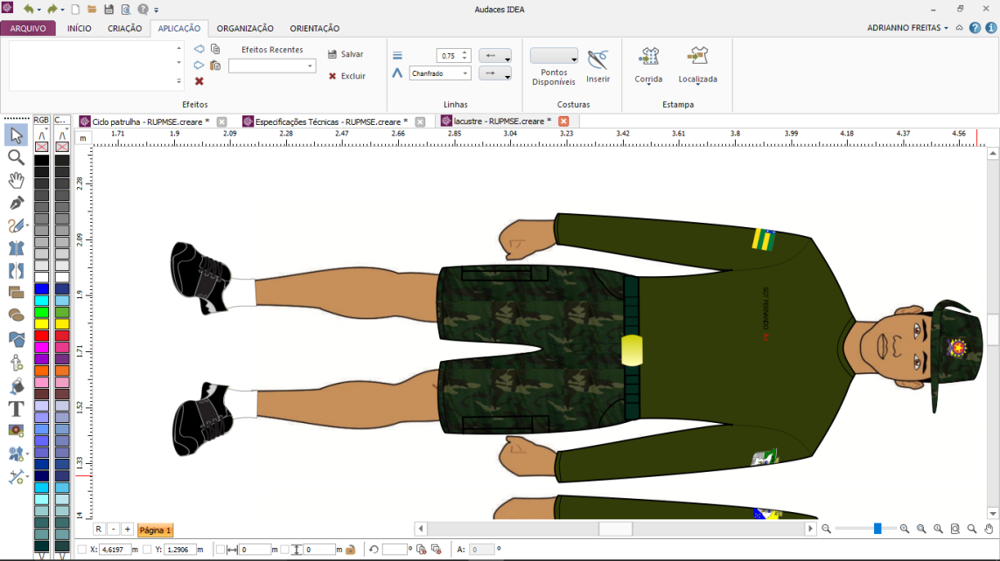 Audaces IDEA
ARQUIVO INÍCIO CRIAÇÃO APLICAÇÃO ORGANIZAÇÃO ORIENTAÇÃO ADRIANNO FREITAS
Efeitos Recentes
Salvar
Excluir
Efeitos
0,75
Chanfrado
Linhas
Pontos
Disponíveis
Inserir
Costuras
Corrida
Localizada
Estampa
RGB C...
Ciclo patrulha - RUPMSE.creare *
Especificações Técnicas - RUPMSE.creare *
lacustre - RUPMSE.creare *
m 1.71 1.9 2.09 2.28 2.47 2.66 2.85 3.04 3.23 3.42 3.61 3.8 3.99 4.18 4.37 4.56
2.28
2.09
1.9
1.71
1.52
1.33
14
SGT FERNANDO A+
R - + Página 1
X: 4,6197 m Y: 1,2906 m 0 m 0 m ° A: 0 °